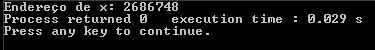 Endereço de x: 2686748
Process returned 0   execution time : 0.029 s
Press any key to continue.